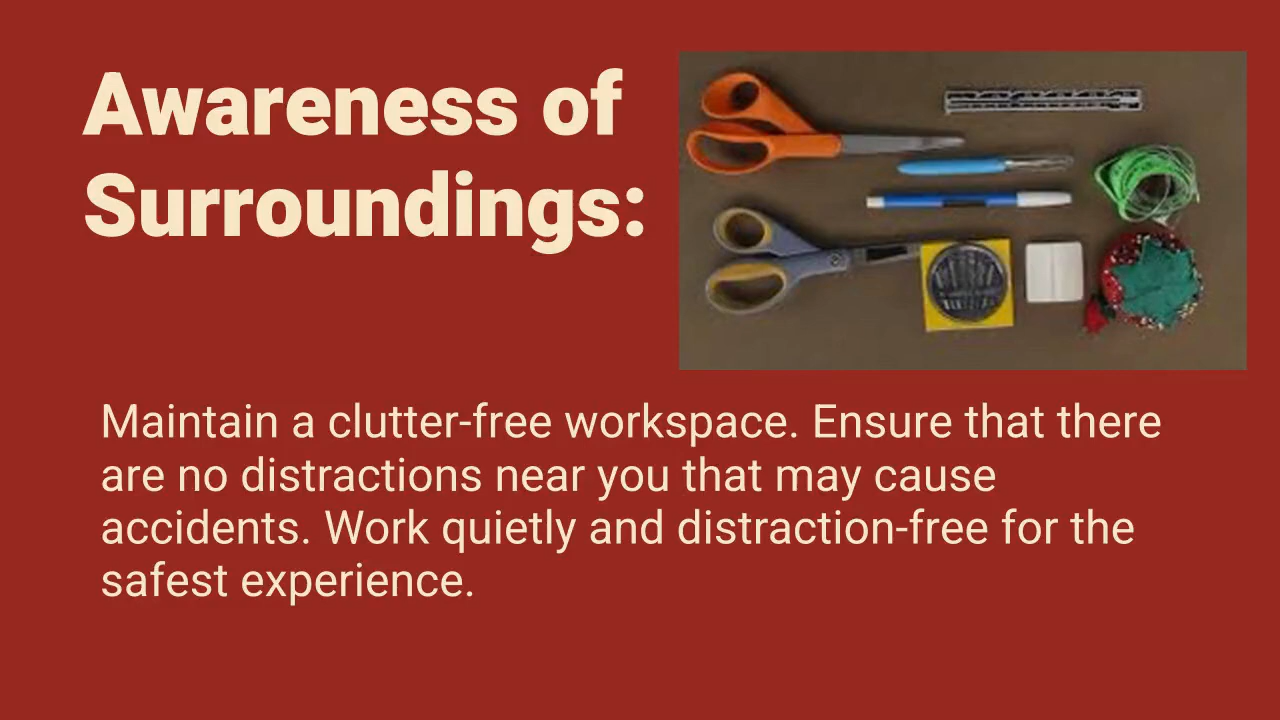 Awareness of
Surroundings:
Maintain a clutter-free workspace. Ensure that there
are no distractions near you that may cause
accidents. Work quietly and distraction-free for the
safest experience.